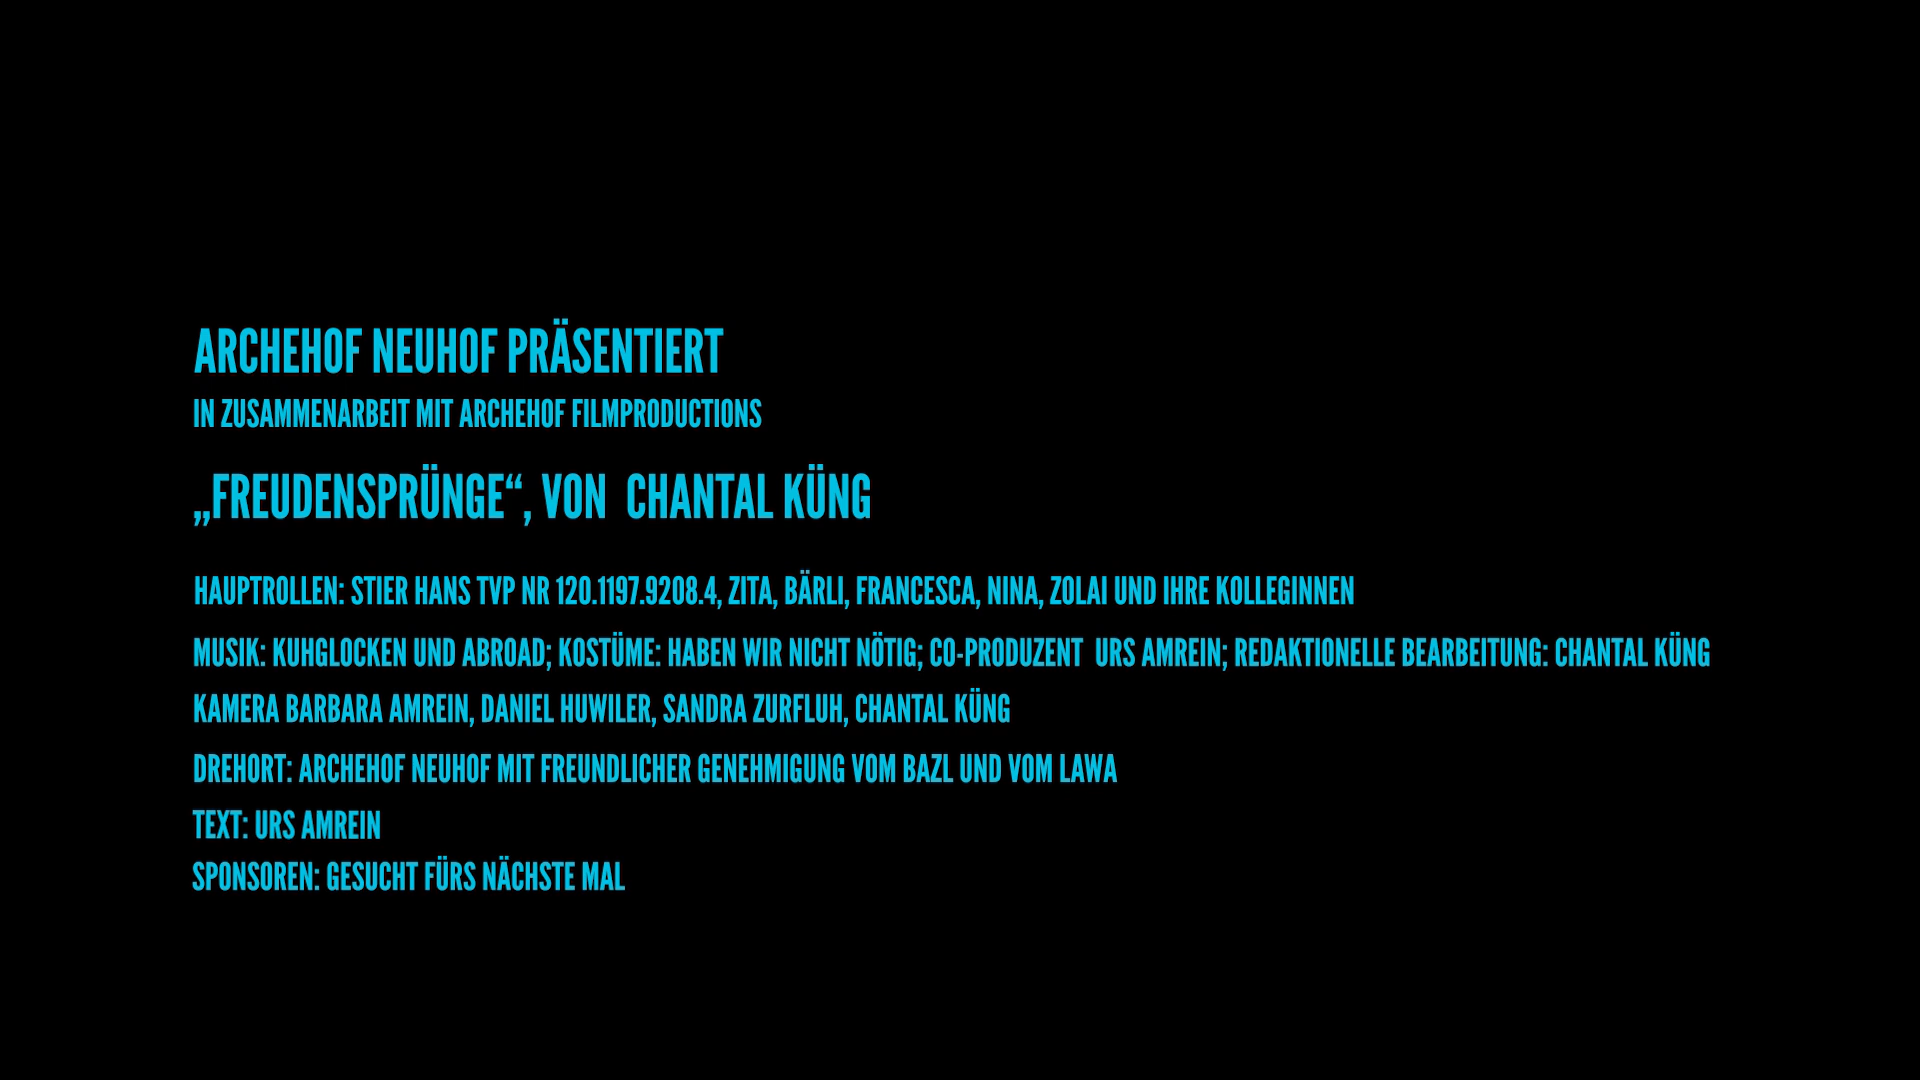 ARCHEHOF NEUHOF PRÄSENTIERT
IN ZUSAMMENARBEIT MIT ARCHEHOF FILMPRODUCTIONS
„FREUDENSPRÜNGE“, VON CHANTAL KÜNG
HAUPTROLLEN: STIER HANS TVP NR 120.1197.9208.4, ZITA, BÄRLI, FRANCESCA, NINA, ZOLAI UND IHRE KOLLEGINNEN
MUSIK: KUHGLOCKEN UND ABROAD; KOSTÜME: HABEN WIR NICHT NÖTIG; CO-PRODUZENT URS AMREIN; REDAKTIONELLE BEARBEITUNG: CHANTAL KÜNG
KAMERA BARBARA AMREIN, DANIEL HUWILER, SANDRA ZURFLUH, CHANTAL KÜNG
DREHORT: ARCHEHOF NEUHOF MIT FREUNDLICHER GENEHMIGUNG VOM BAZL UND VOM LAWA
TEXT: URS AMREIN
SPONSOREN: GESUCHT FÜRS NÄCHSTE MAL